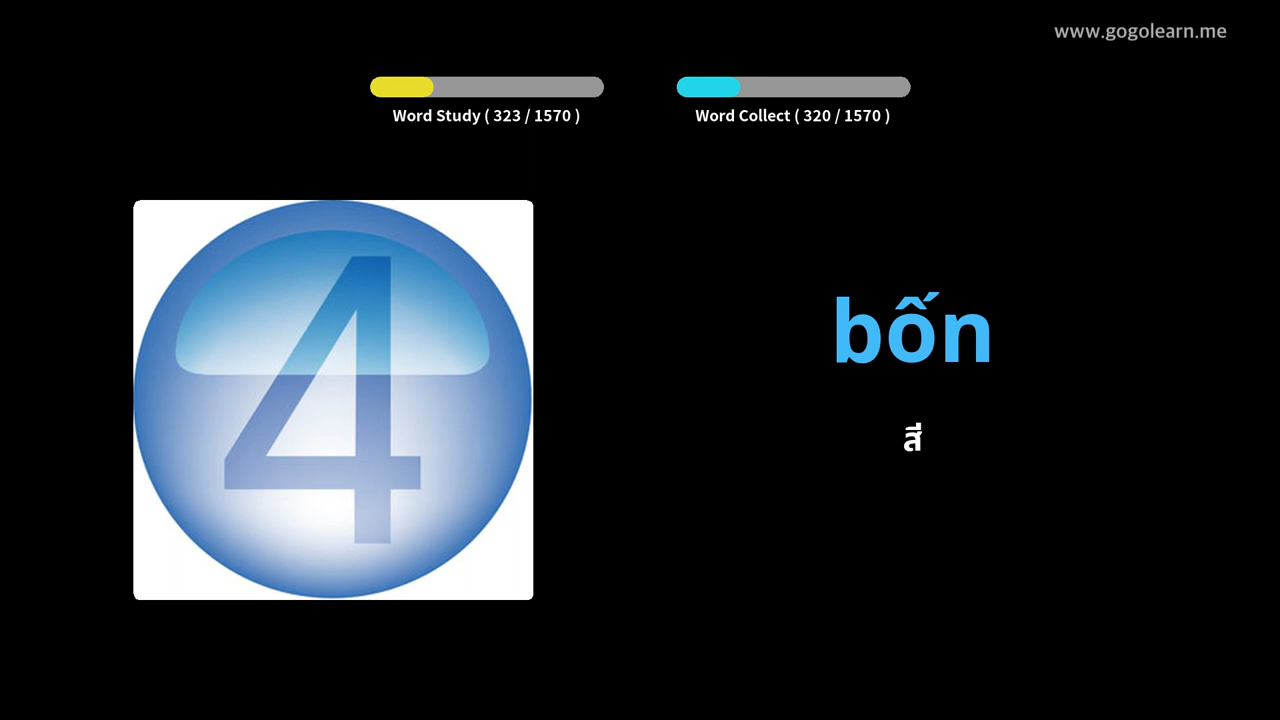 www.gogolearn.me
Word Study ( 323 / 1570 )
Word Collect ( 320 / 1570 )
4
bốn
สี